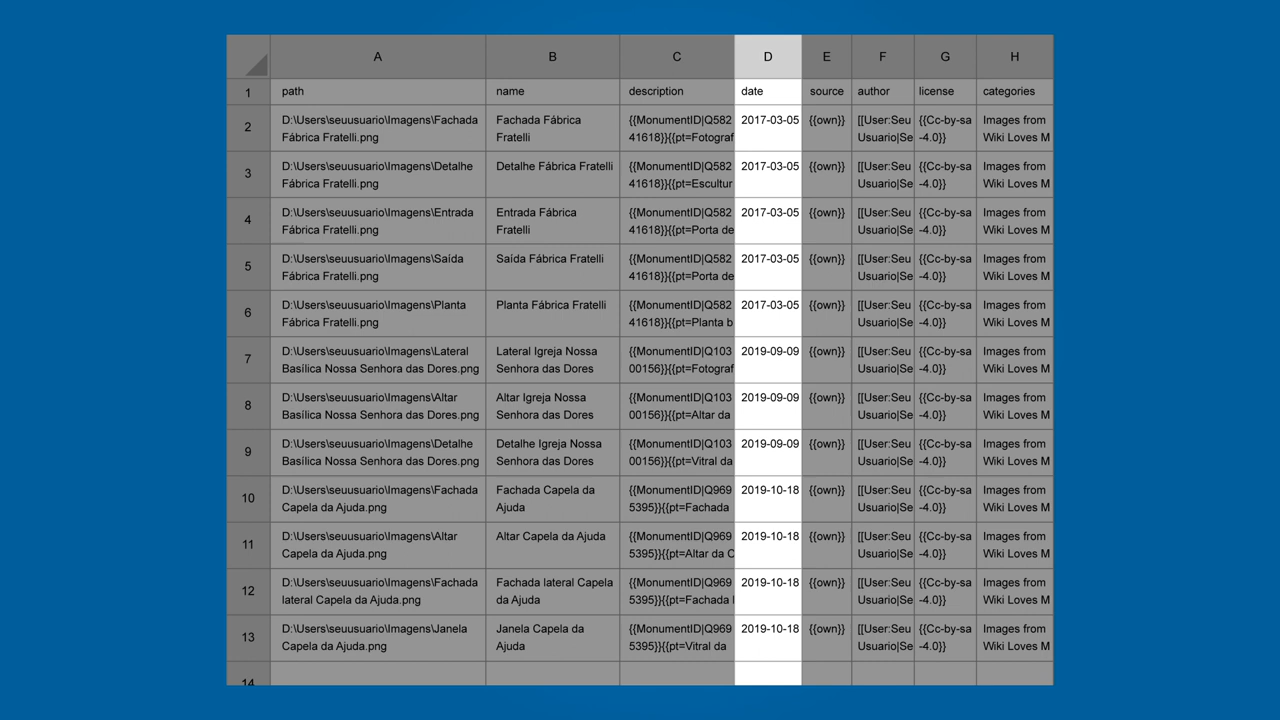 A B C D E F G H
1 path name description date source author license categories
2 D:\Users\seuusuario\Imagens\Fachada Fachada Fábrica {{MonumentID|Q582 2017-03-05 {{own}} [[User:Seu {{Cc-by-sa Images from
Fábrica Fratelli.png Fratelli 41618}}{{pt=Fotograf Usuario|Se -4.0}} Wiki Loves M
3 D:\Users\seuusuario\Imagens\Detalhe Detalhe Fábrica Fratelli {{MonumentID|Q582 2017-03-05 {{own}} [[User:Seu {{Cc-by-sa Images from
Fábrica Fratelli.png 41618}}{{pt=Escultur Usuario|Se -4.0}} Wiki Loves M
4 D:\Users\seuusuario\Imagens\Entrada Entrada Fábrica {{MonumentID|Q582 2017-03-05 {{own}} [[User:Seu {{Cc-by-sa Images from
Fábrica Fratelli.png Fratelli 41618}}{{pt=Porta de Usuario|Se -4.0}} Wiki Loves M
5 D:\Users\seuusuario\Imagens\Saída Saída Fábrica Fratelli {{MonumentID|Q582 2017-03-05 {{own}} [[User:Seu {{Cc-by-sa Images from
Fábrica Fratelli.png 41618}}{{pt=Porta de Usuario|Se -4.0}} Wiki Loves M
6 D:\Users\seuusuario\Imagens\Planta Planta Fábrica Fratelli {{MonumentID|Q582 2017-03-05 {{own}} [[User:Seu {{Cc-by-sa Images from
Fábrica Fratelli.png 41618}}{{pt=Planta b Usuario|Se -4.0}} Wiki Loves M
7 D:\Users\seuusuario\Imagens\Lateral Lateral Igreja Nossa {{MonumentID|Q103 2019-09-09 {{own}} [[User:Seu {{Cc-by-sa Images from
Basílica Nossa Senhora das Dores.png Senhora das Dores 00156}}{{pt=Fotograf Usuario|Se -4.0}} Wiki Loves M
8 D:\Users\seuusuario\Imagens\Altar Altar Igreja Nossa {{MonumentID|Q103 2019-09-09 {{own}} [[User:Seu {{Cc-by-sa Images from
Basílica Nossa Senhora das Dores.png Senhora das Dores 00156}}{{pt=Altar da Usuario|Se -4.0}} Wiki Loves M
9 D:\Users\seuusuario\Imagens\Detalhe Detalhe Igreja Nossa {{MonumentID|Q103 2019-09-09 {{own}} [[User:Seu {{Cc-by-sa Images from
Basílica Nossa Senhora das Dores.png Senhora das Dores 00156}}{{pt=Vitral da Usuario|Se -4.0}} Wiki Loves M
10 D:\Users\seuusuario\Imagens\Fachada Fachada Capela da {{MonumentID|Q969 2019-10-18 {{own}} [[User:Seu {{Cc-by-sa Images from
Capela da Ajuda.png Ajuda 5395}}{{pt=Fachada Usuario|Se -4.0}} Wiki Loves M
11 D:\Users\seuusuario\Imagens\Altar Altar Capela da Ajuda {{MonumentID|Q969 2019-10-18 {{own}} [[User:Seu {{Cc-by-sa Images from
Capela da Ajuda.png 5395}}{{pt=Altar da C Usuario|Se -4.0}} Wiki Loves M
12 D:\Users\seuusuario\Imagens\Fachada Fachada lateral Capela {{MonumentID|Q969 2019-10-18 {{own}} [[User:Seu {{Cc-by-sa Images from
lateral Capela da Ajuda.png da Ajuda 5395}}{{pt=Fachada l Usuario|Se -4.0}} Wiki Loves M
13 D:\Users\seuusuario\Imagens\Janela Janela Capela da {{MonumentID|Q969 2019-10-18 {{own}} [[User:Seu {{Cc-by-sa Images from
Capela da Ajuda.png Ajuda 5395}}{{pt=Vitral da Usuario|Se -4.0}} Wiki Loves M
14